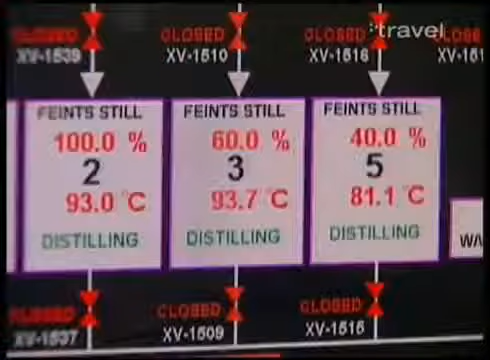 CLOSED CLOSED CLOSED
XV-1539 XV-1510 XV-1516
travel
FEINTS STILL
100.0 %
2
93.0 °C
DISTILLING
FEINTS STILL
60.0 %
3
93.7 °C
DISTILLING
FEINTS STILL
40.0 %
5
81.1 °C
DISTILLING
CLOSED CLOSED CLOSED
XV-1537 XV-1509 XV-1515